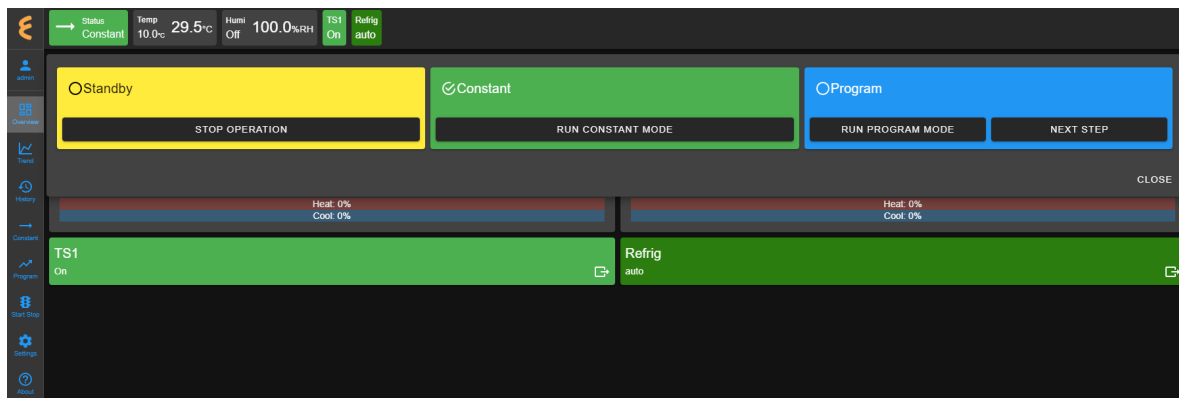 Status
Constant
Temp
10.0°c 29.5°c
Humi
Off 100.0%RH
TS1
On
Refrig
auto
admin
Overview
Trend
History
Constant
Program
Start Stop
Settings
About
Standby
STOP OPERATION
Constant
RUN CONSTANT MODE
Program
RUN PROGRAM MODE NEXT STEP
CLOSE
Heat: 0%
Cool: 0%
Heat: 0%
Cool: 0%
TS1
On
Refrig
auto